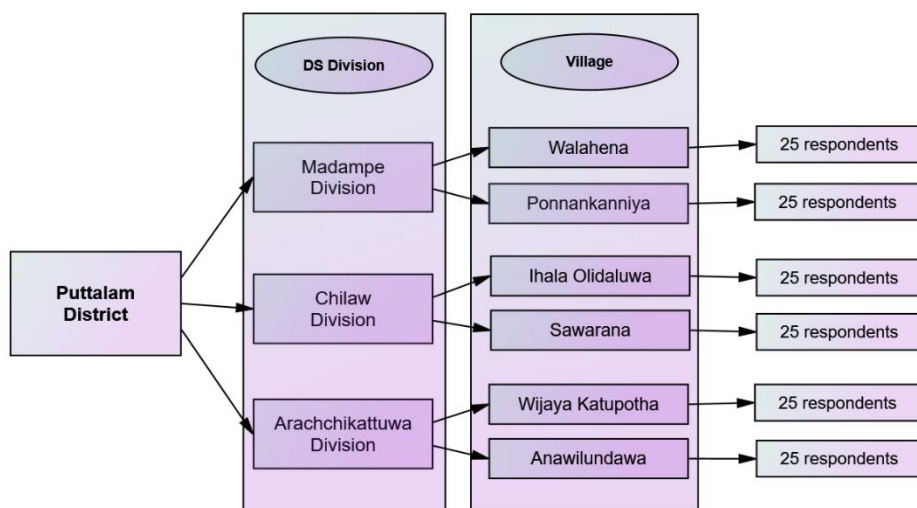 DS Division
Village
Puttalam
District
Madampe
Division
Walahena
25 respondents
Ponnankanniya
25 respondents
Chilaw
Division
Ihala Olidaluwa
25 respondents
Sawarana
25 respondents
Arachchikattuwa
Division
Wijaya Katupotha
25 respondents
Anawilundawa
25 respondents